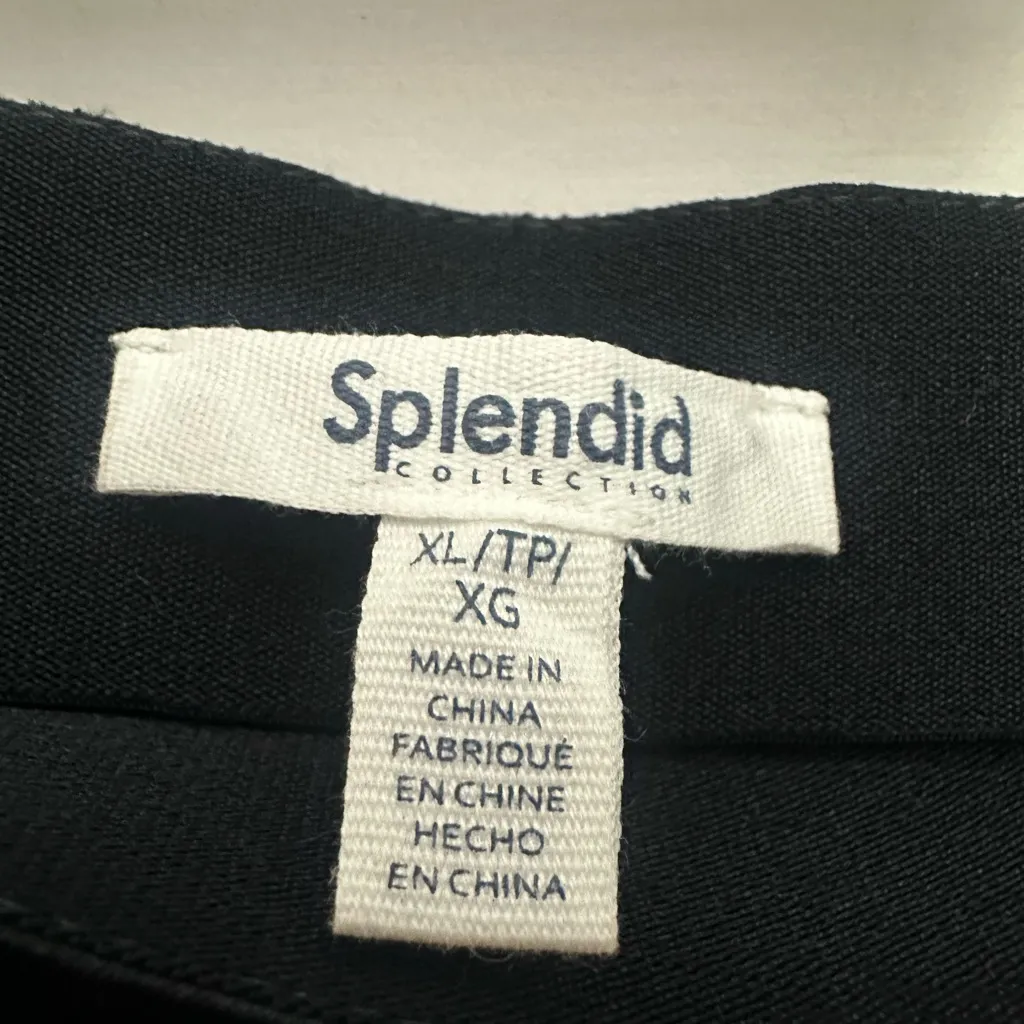 Splendid
COLLECTION
XL/TP/
XG
MADE IN
CHINA
FABRIQUÉ
EN CHINE
HECHO
EN CHINA